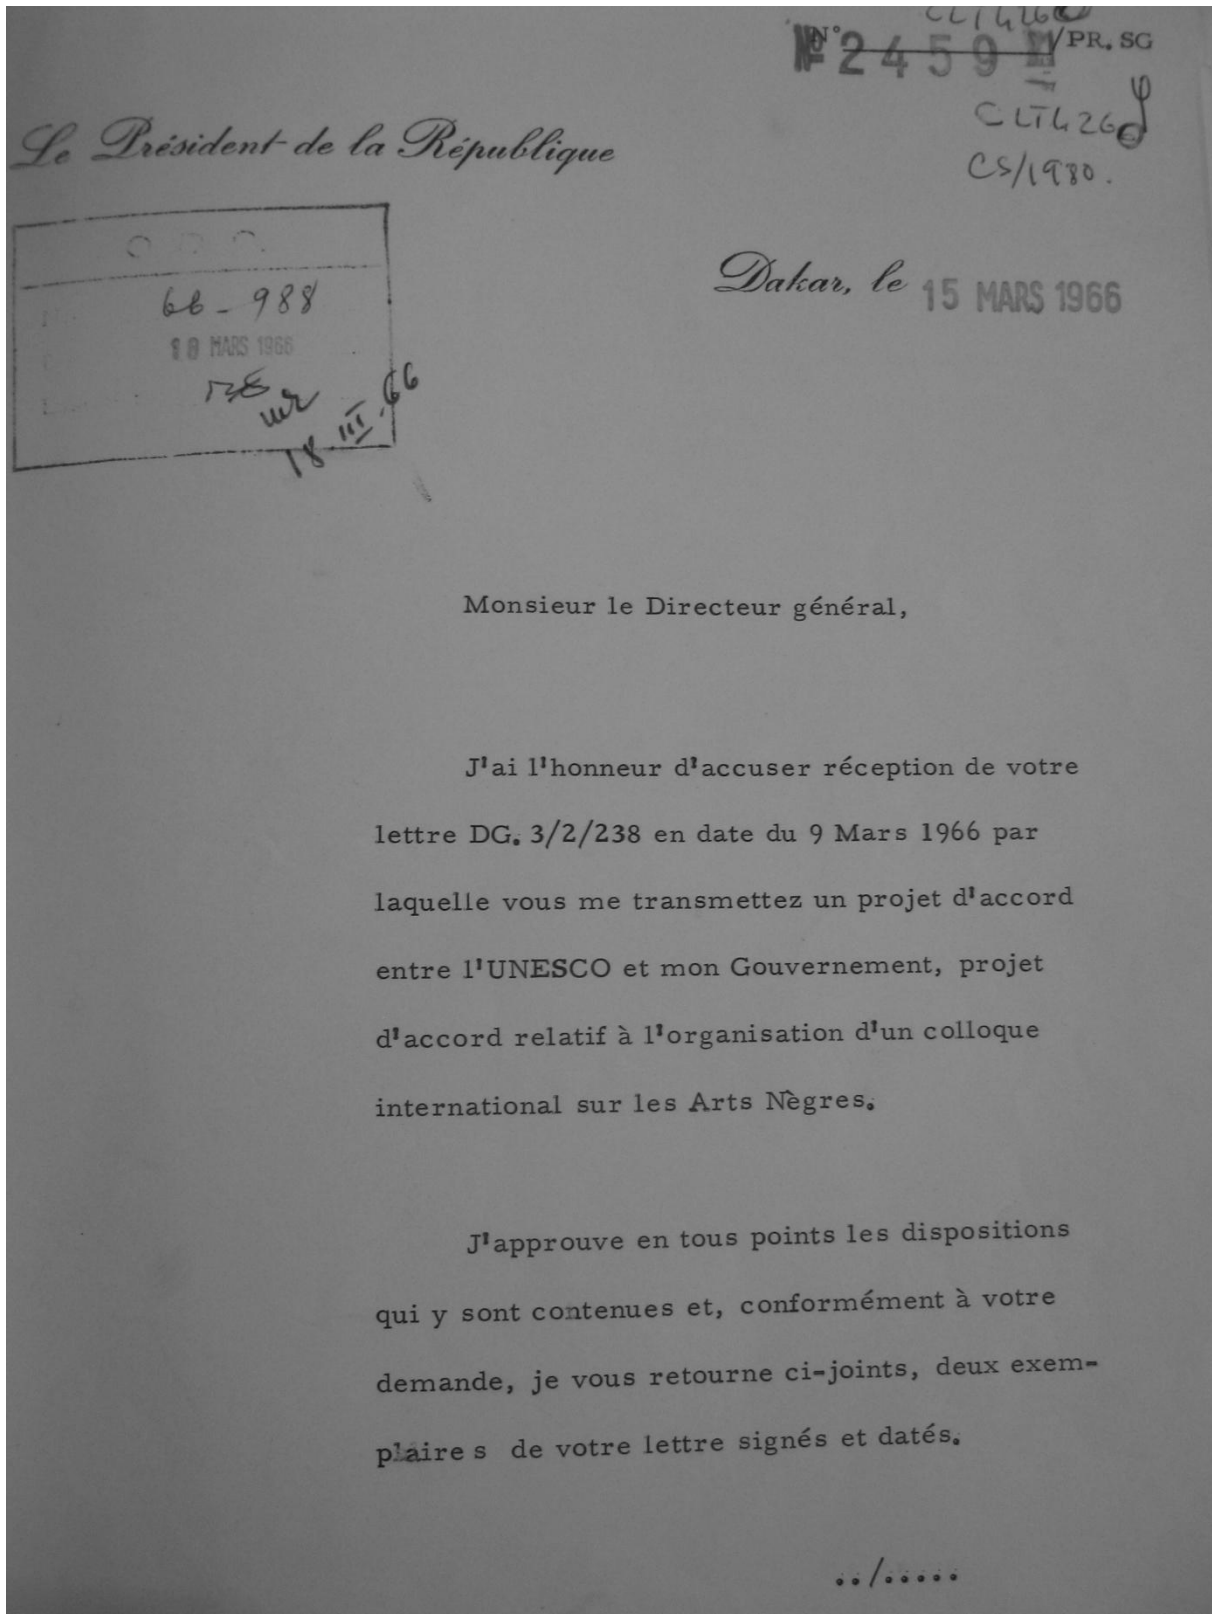 CLT426
N° 2459 /PR. SG
CLT426
CS/1980.
Le Président de la République
66-988
18 MARS 1966
18 III.66
Dakar, le 15 MARS 1966
Monsieur le Directeur général,
J'ai l'honneur d'accuser réception de votre
lettre DG. 3/2/238 en date du 9 Mars 1966 par
laquelle vous me transmettez un projet d'accord
entre l'UNESCO et mon Gouvernement, projet
d'accord relatif à l'organisation d'un colloque
international sur les Arts Nègres.
J'approuve en tous points les dispositions
qui y sont contenues et, conformément à votre
demande, je vous retourne ci-joints, deux exem-
plaires de votre lettre signés et datés.
../.....